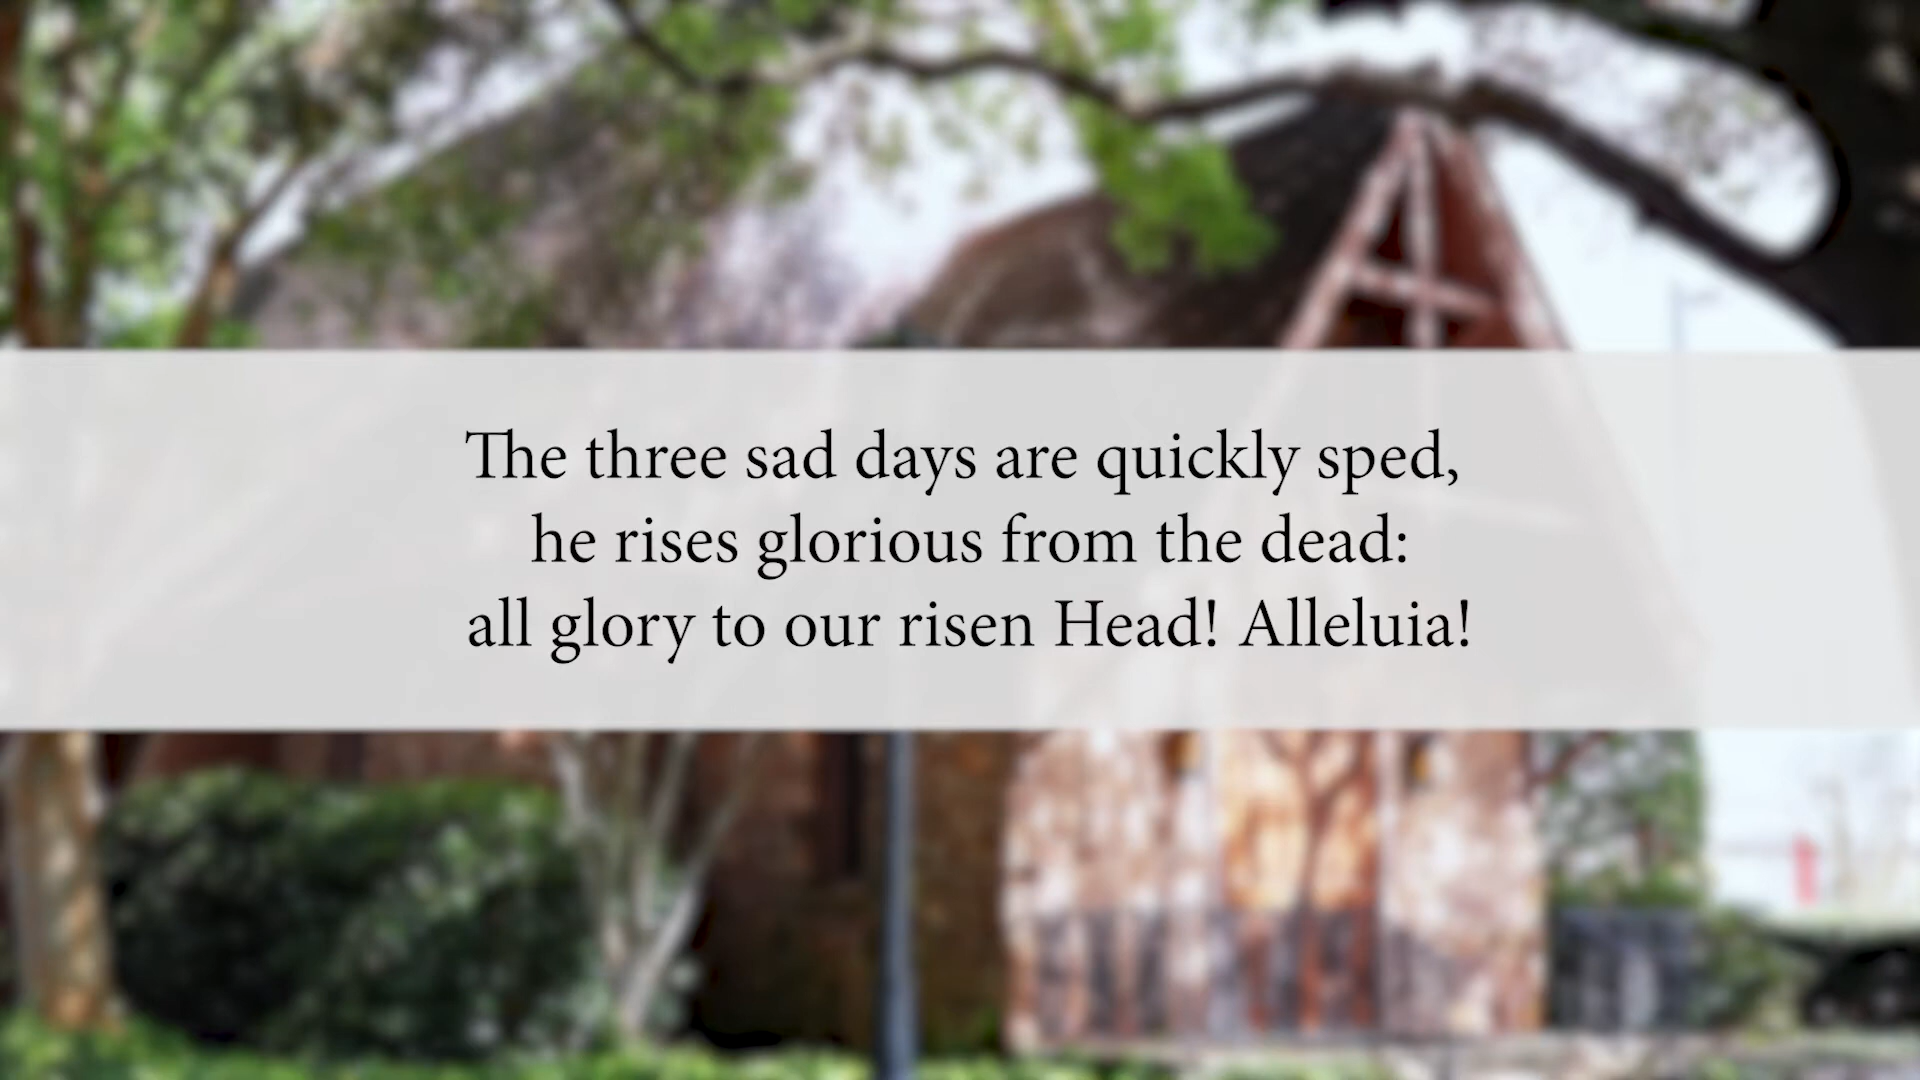 The three sad days are quickly sped,
he rises glorious from the dead:
all glory to our risen Head! Alleluia!